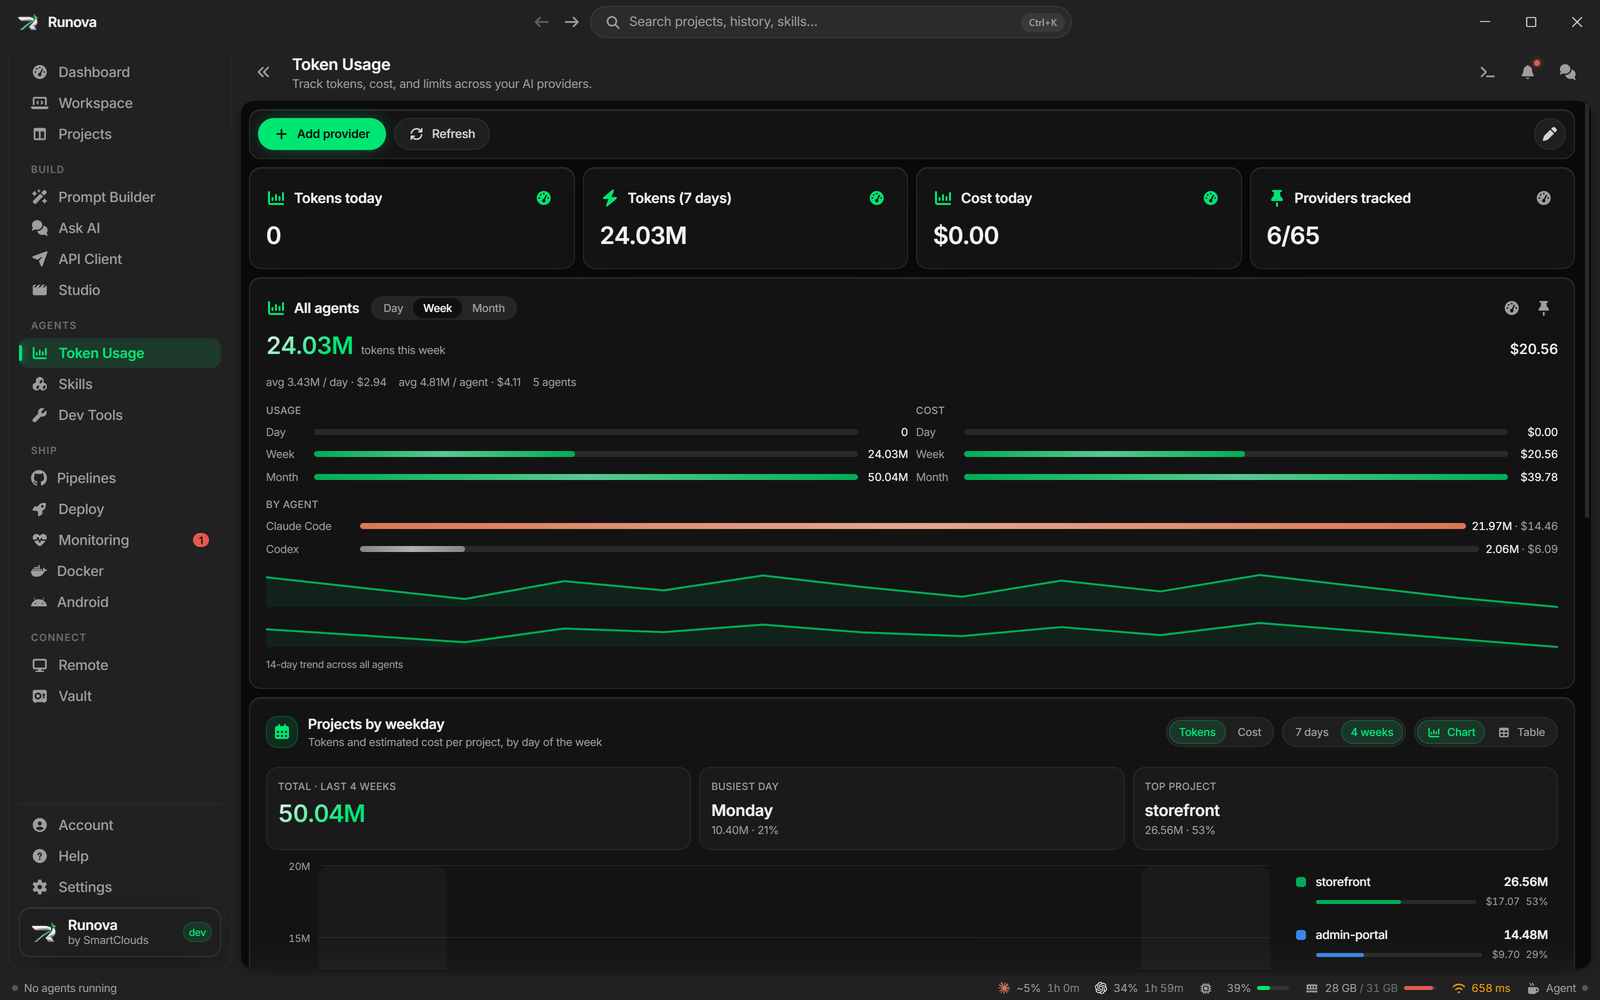 Runova
Search projects, history, skills...
Ctrl+K
Dashboard
Workspace
Projects
BUILD
Prompt Builder
Ask AI
API Client
Studio
AGENTS
Token Usage
Skills
Dev Tools
SHIP
Pipelines
Deploy
Monitoring 1
Docker
Android
CONNECT
Remote
Vault
Account
Help
Settings
Runova
by SmartClouds
dev
Token Usage
Track tokens, cost, and limits across your AI providers.
Add provider
Refresh
Tokens today
0
Tokens (7 days)
24.03M
Cost today
$0.00
Providers tracked
6/65
All agents Day Week Month
24.03M tokens this week $20.56
avg 3.43M / day · $2.94 avg 4.81M / agent · $4.11 5 agents
USAGE
Day 0
Week 24.03M
Month 50.04M
COST
Day $0.00
Week $20.56
Month $39.78
BY AGENT
Claude Code 21.97M · $14.46
Codex 2.06M · $6.09
14-day trend across all agents
Projects by weekday
Tokens and estimated cost per project, by day of the week
Tokens Cost 7 days 4 weeks Chart Table
TOTAL · LAST 4 WEEKS
50.04M
BUSIEST DAY
Monday
10.40M · 21%
TOP PROJECT
storefront
26.56M · 53%
20M
15M
storefront 26.56M
$17.07 53%
admin-portal 14.48M
$9.70 29%
No agents running
~5% 1h 0m 34% 1h 59m 39% 28 GB / 31 GB 658 ms Agent